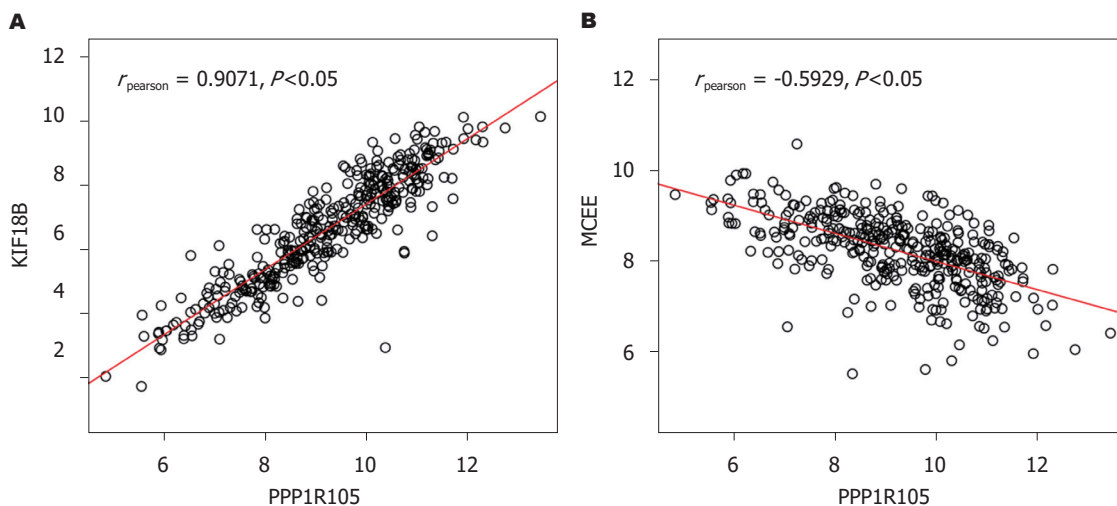 A
B
r pearson = 0.9071, P<0.05
r pearson = -0.5929, P<0.05
KIF18B
12
10
8
6
4
2
6 8 10 12
PPP1R105
MCEE
12
10
8
6
6 8 10 12
PPP1R105